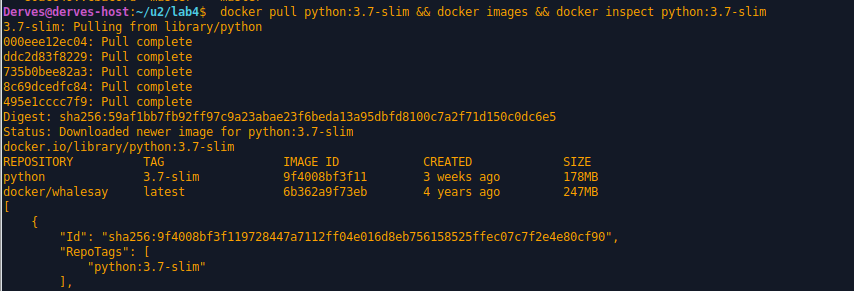 Derves@derves-host:~/u2/lab4$  docker pull python:3.7-slim && docker images && docker inspect python:3.7-slim
3.7-slim: Pulling from library/python
000eee12ec04: Pull complete
ddc2d83f8229: Pull complete
735b0bee82a3: Pull complete
8c69dcedfc84: Pull complete
495e1cccc7f9: Pull complete
Digest: sha256:59af1bb7fb92ff97c9a23abae23f6beda13a95dbfd8100c7a2f71d150c0dc6e5
Status: Downloaded newer image for python:3.7-slim
docker.io/library/python:3.7-slim
REPOSITORY          TAG                 IMAGE ID            CREATED             SIZE
python              3.7-slim            9f4008bf3f11        3 weeks ago         178MB
docker/whalesay     latest              6b362a9f73eb        4 years ago         247MB
[
    {
        "Id": "sha256:9f4008bf3f119728447a7112ff04e016d8eb756158525ffec07c7f2e4e80cf90",
        "RepoTags": [
            "python:3.7-slim"
        ],